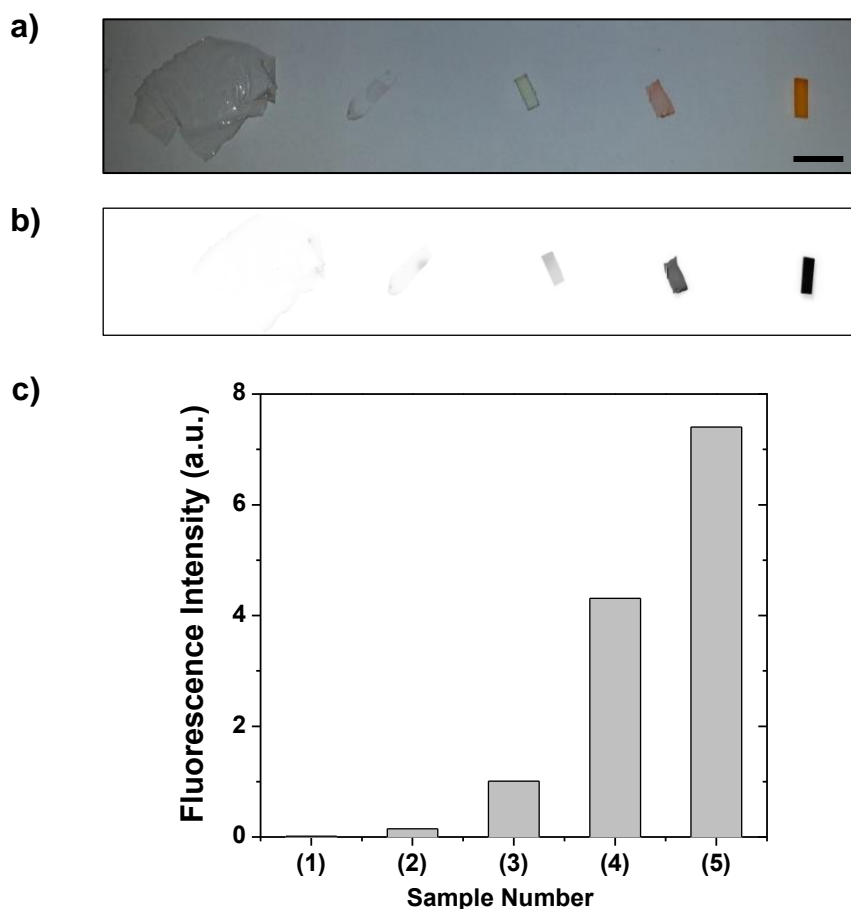 a)
b)
c)
Fluorescence Intensity (a.u.)
8
6
4
2
0
(1) (2) (3) (4) (5)
Sample Number